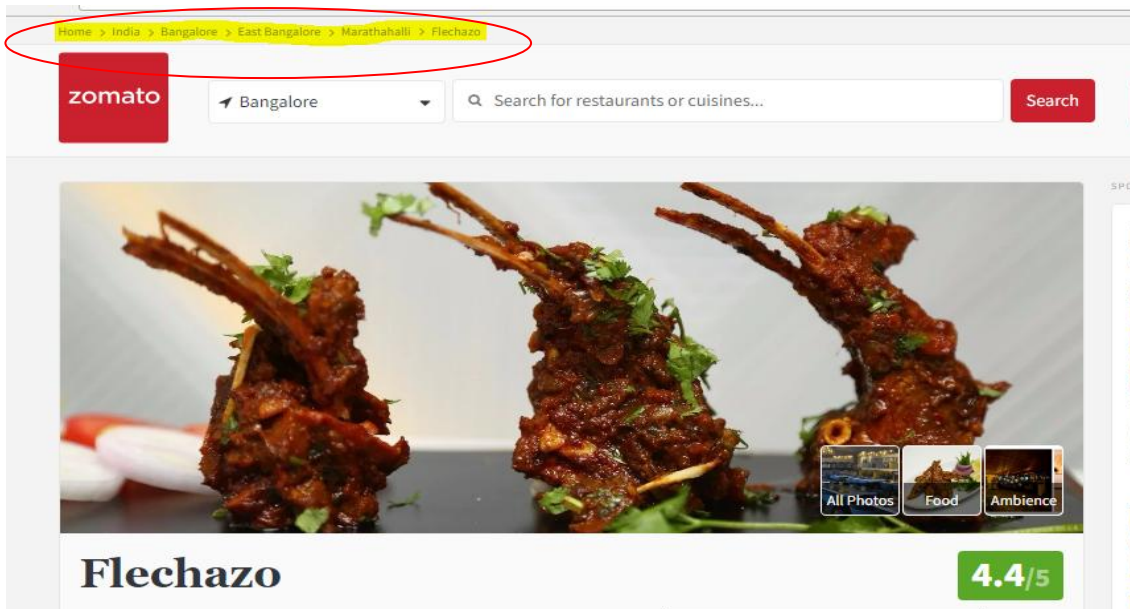 Home > India > Bangalore > East Bangalore > Marathahalli > Flechazo
zomato
Bangalore
Search for restaurants or cuisines...
Search
All Photos
Food
Ambience
Flechazo
4.4/5